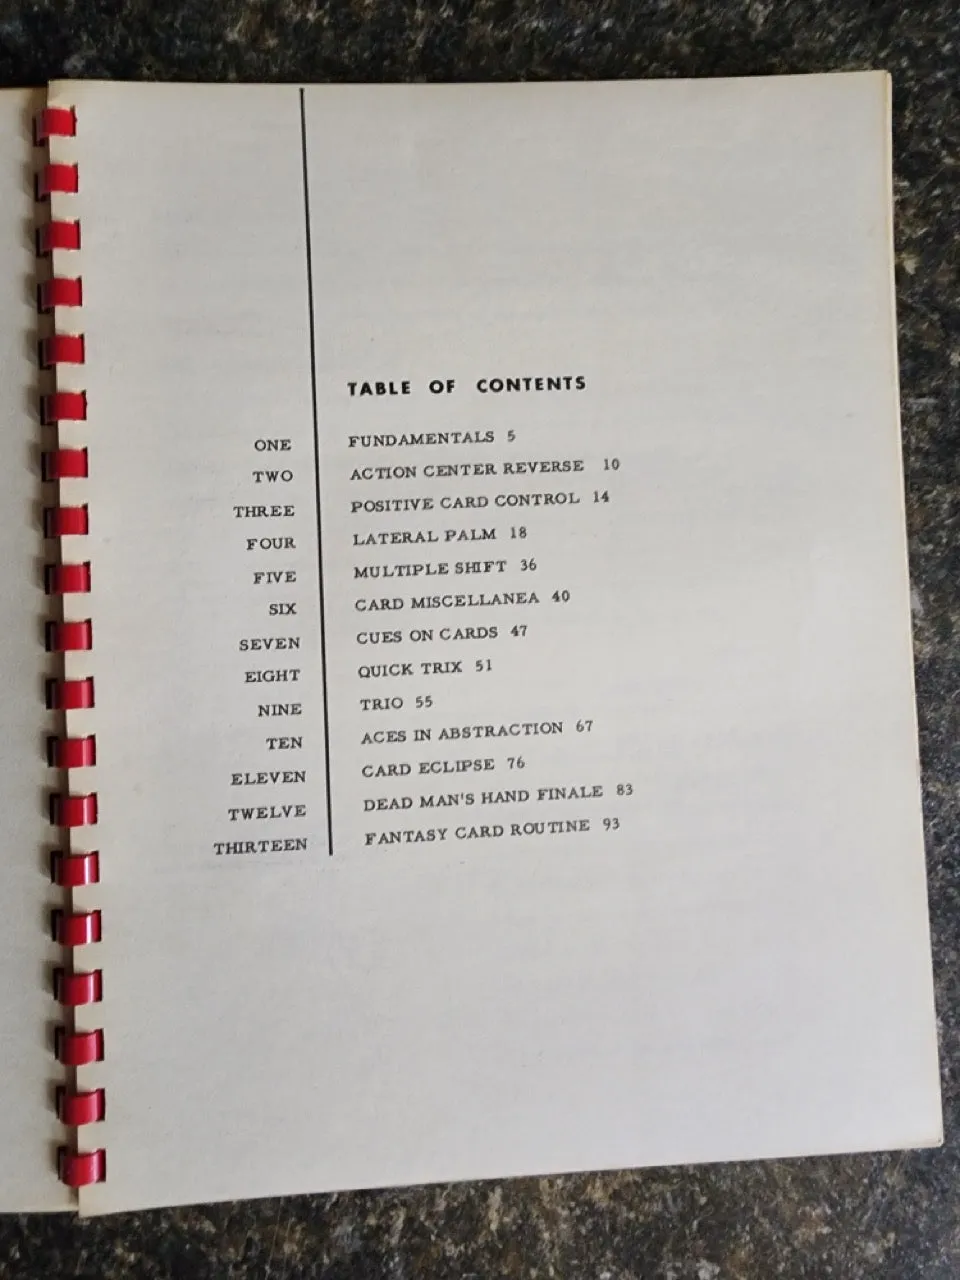 TABLE OF CONTENTS
ONE FUNDAMENTALS 5
TWO ACTION CENTER REVERSE 10
THREE POSITIVE CARD CONTROL 14
FOUR LATERAL PALM 18
FIVE MULTIPLE SHIFT 36
SIX CARD MISCELLANEA 40
SEVEN CUES ON CARDS 47
EIGHT QUICK TRIX 51
NINE TRIO 55
TEN ACES IN ABSTRACTION 67
ELEVEN CARD ECLIPSE 76
TWELVE DEAD MAN'S HAND FINALE 83
THIRTEEN FANTASY CARD ROUTINE 93